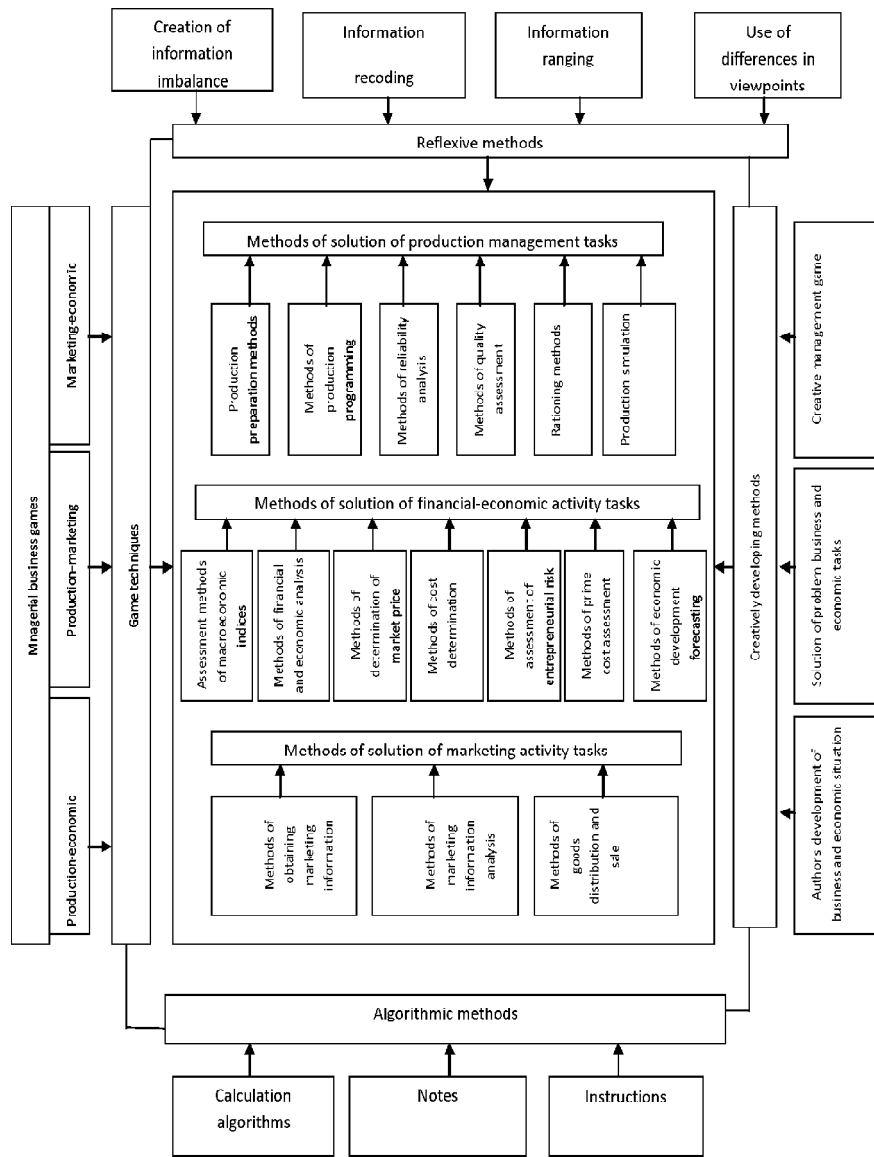 Creation of
information
imbalance
Information
recoding
Information
ranging
Use of
differences in
viewpoints
Reflexive methods
Mnagerial business games
Marketing-economic
Production–marketing
Production-economic
Game techniques
Methods of solution of production management tasks
Production
preparation methods
Methods of
production
programming
Methods of reliability
analysis
Methods of quality
assessment
Rationing methods
Production simulation
Methods of solution of financial-economic activity tasks
Assessment methods
of macroeconomic
indices
Methods of financial
and economic analysis
Methods of
determination of
market price
Methods of cost
determination
Methods of
assessment of
entrepreneurial risk
Methods of prime
cost assessment
Methods of economic
development
forecasting
Methods of solution of marketing activity tasks
Methods of
obtaining
marketing
information
Methods of
marketing
information
analysis
Methods of
goods
distribution and
sale
Creatively developing methods
Creative management game
Solution of problem business and
economic tasks
Author's development of
business and economic situation
Algorithmic methods
Calculation
algorithms
Notes
Instructions